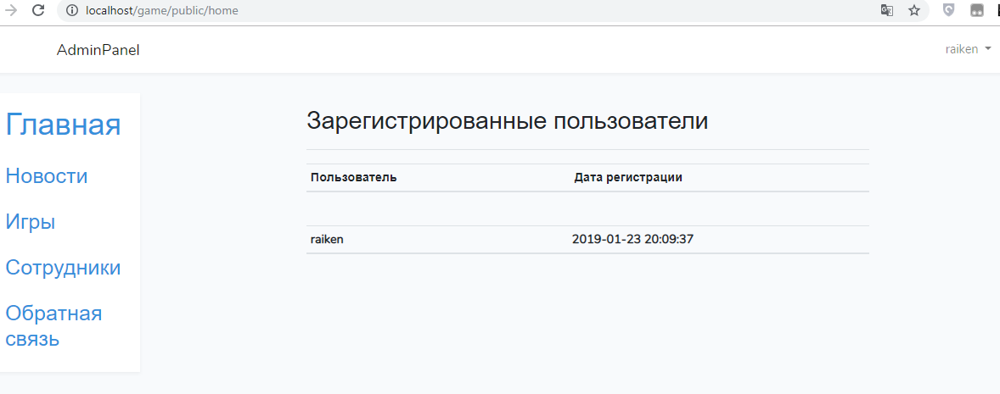 localhost/game/public/home
AdminPanel
raiken
Главная
Новости
Игры
Сотрудники
Обратная
связь
Зарегистрированные пользователи
Пользователь Дата регистрации
raiken 2019-01-23 20:09:37